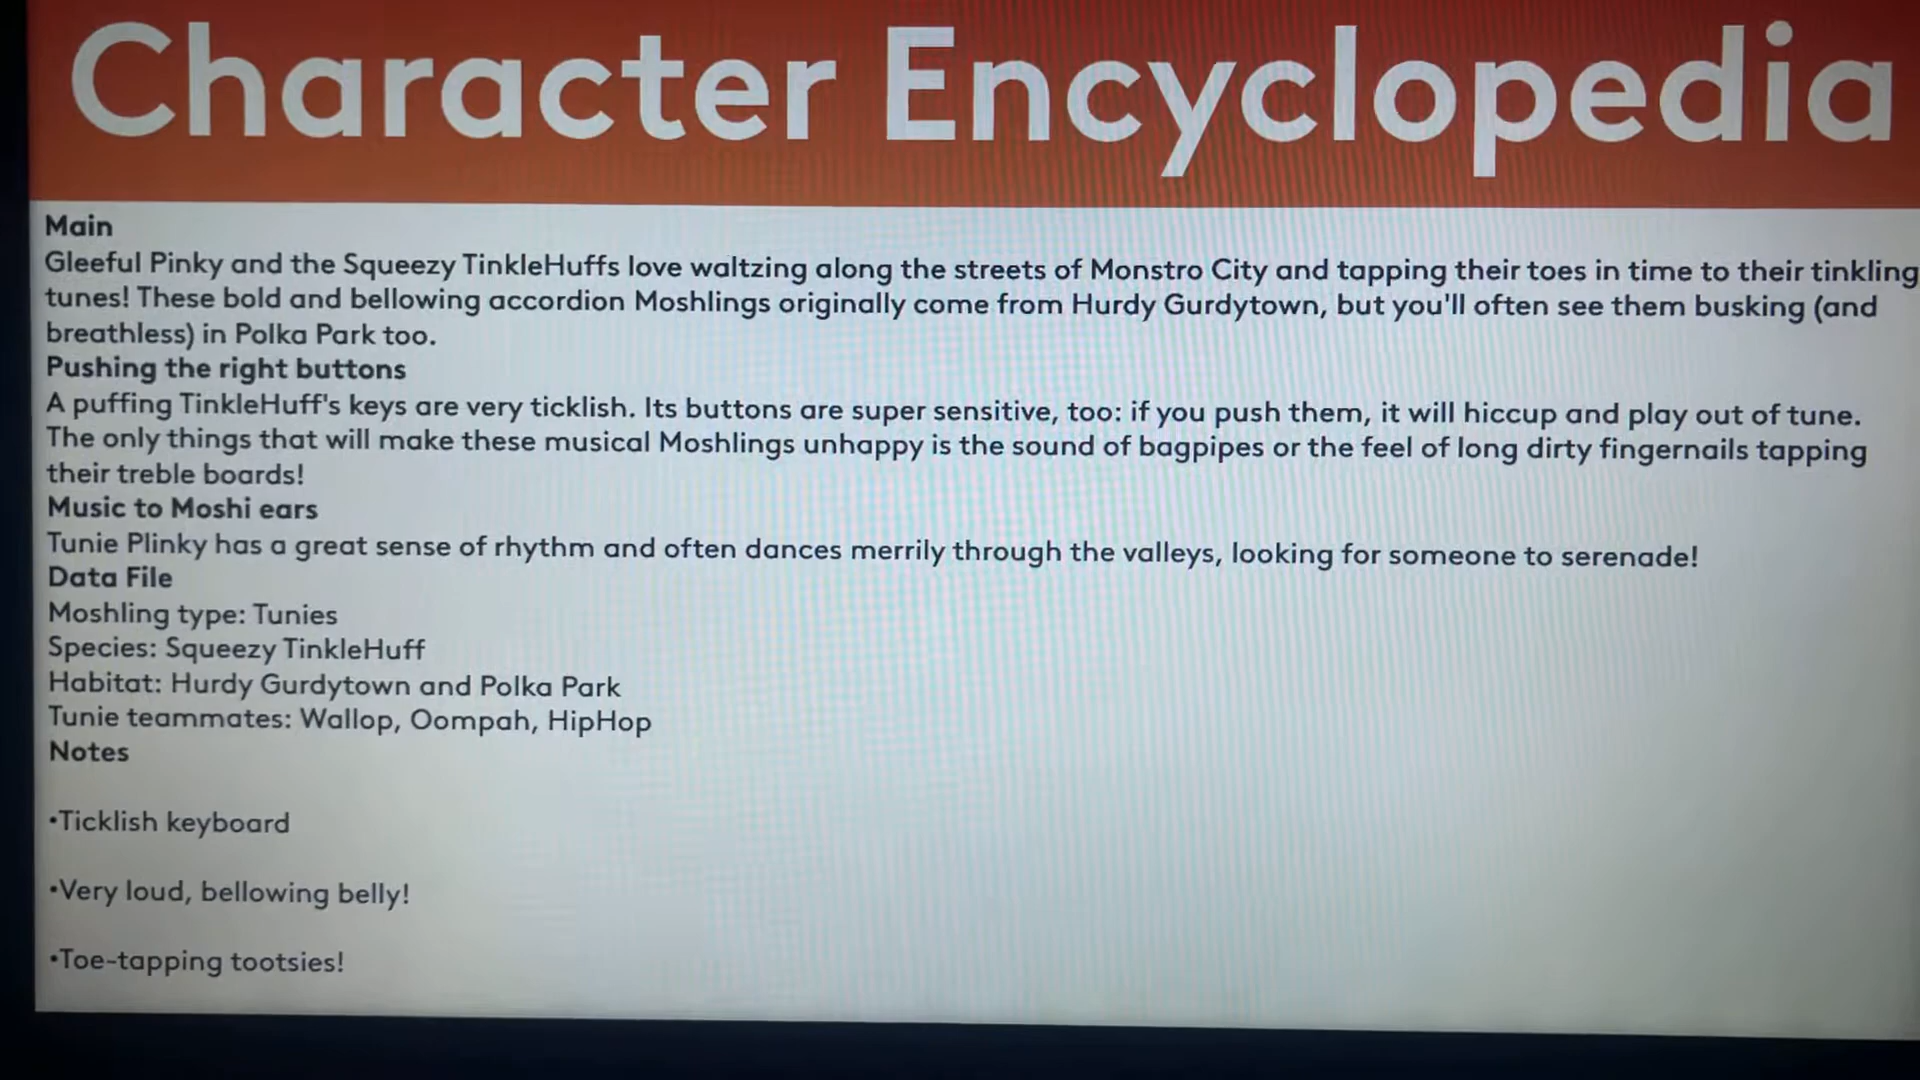 Character Encyclopedia
Main
Gleeful Pinky and the Squeezy TinkleHuffs love waltzing along the streets of Monstro City and tapping their toes in time to their tinkling
tunes! These bold and bellowing accordion Moshlings originally come from Hurdy Gurdytown, but you'll often see them busking (and
breathless) in Polka Park too.
Pushing the right buttons
A puffing TinkleHuff's keys are very ticklish. Its buttons are super sensitive, too: if you push them, it will hiccup and play out of tune.
The only things that will make these musical Moshlings unhappy is the sound of bagpipes or the feel of long dirty fingernails tapping
their treble boards!
Music to Moshi ears
Tunie Plinky has a great sense of rhythm and often dances merrily through the valleys, looking for someone to serenade!
Data File
Moshling type: Tunies
Species: Squeezy TinkleHuff
Habitat: Hurdy Gurdytown and Polka Park
Tunie teammates: Wallop, Oompah, HipHop
Notes
•Ticklish keyboard
•Very loud, bellowing belly!
•Toe-tapping tootsies!